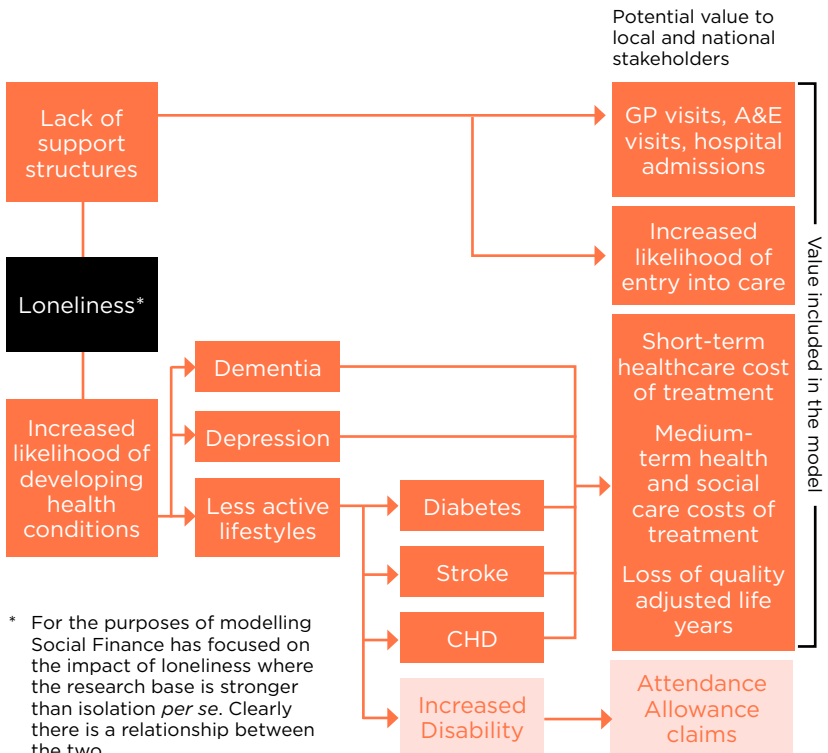 Potential value to
local and national
stakeholders
Lack of
support
structures
GP visits, A&E
visits, hospital
admissions
Increased
likelihood of
entry into care
Loneliness*
Value included in the model
Short-term
healthcare cost
of treatment
Medium-
term health
and social
care costs of
treatment
Loss of quality
adjusted life
years
Increased
likelihood of
developing
health
conditions
Dementia
Depression
Less active
lifestyles
Diabetes
Stroke
CHD
Increased
Disability
Attendance
Allowance
claims
* For the purposes of modelling
Social Finance has focused on
the impact of loneliness where
the research base is stronger
than isolation per se. Clearly
there is a relationship between
the two